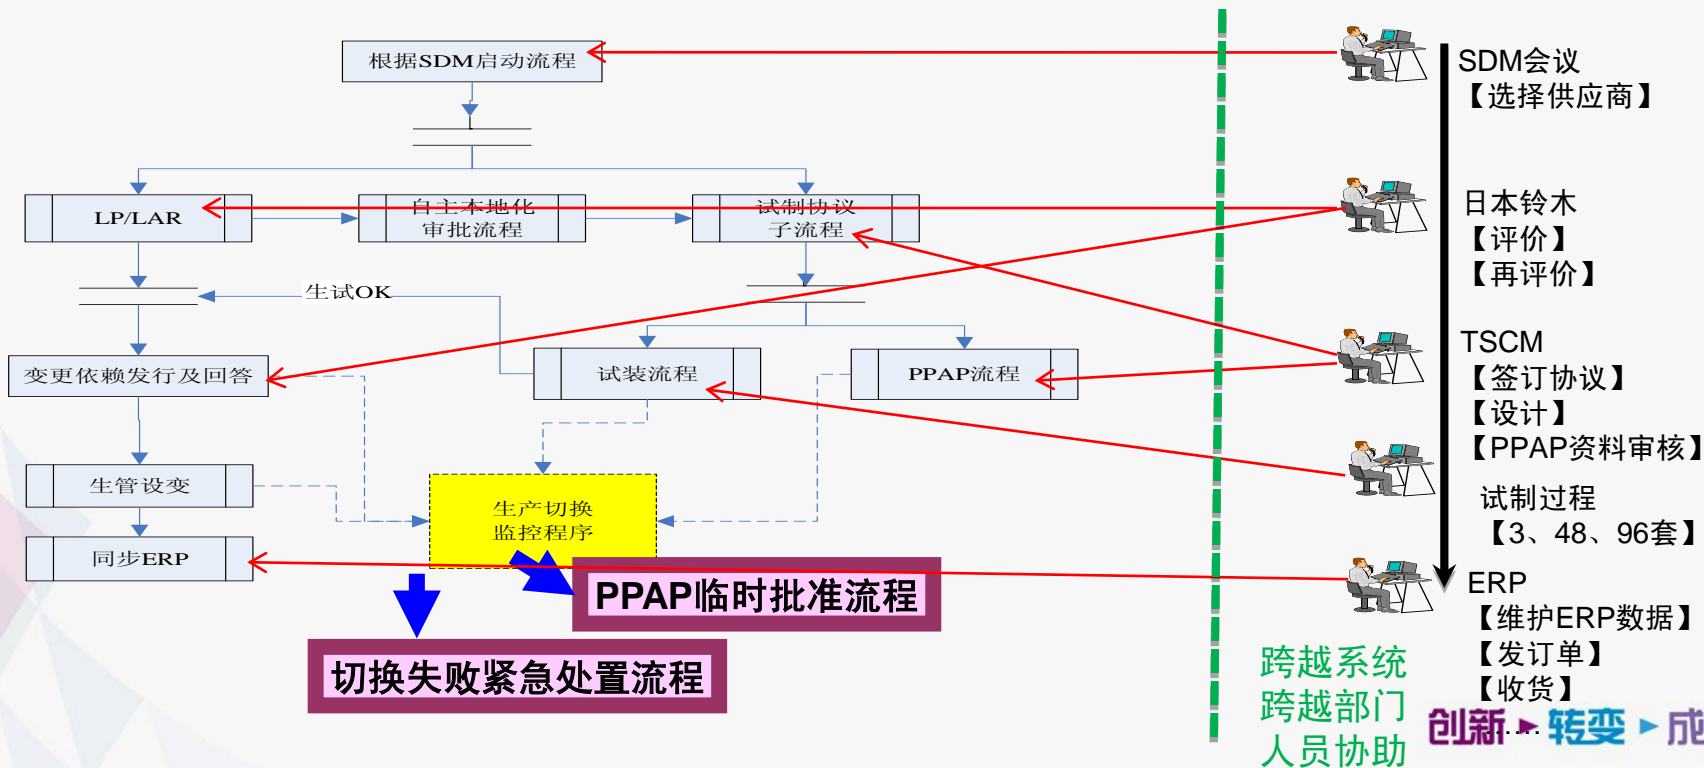 根据SDM启动流程
LP/LAR
自主本地化
审批流程
试制协议
子流程
生试OK
变更依赖发行及回答
试装流程
PPAP流程
生管设变
生产切换
监控程序
同步ERP
PPAP临时批准流程
切换失败紧急处置流程
SDM会议
【选择供应商】
日本铃木
【评价】
【再评价】
TSCM
【签订协议】
【设计】
【PPAP资料审核】
试制过程
【3、48、96套】
ERP
【维护ERP数据】
【发订单】
【收货】
......
跨越系统
跨越部门
人员协助
创新 转变 成